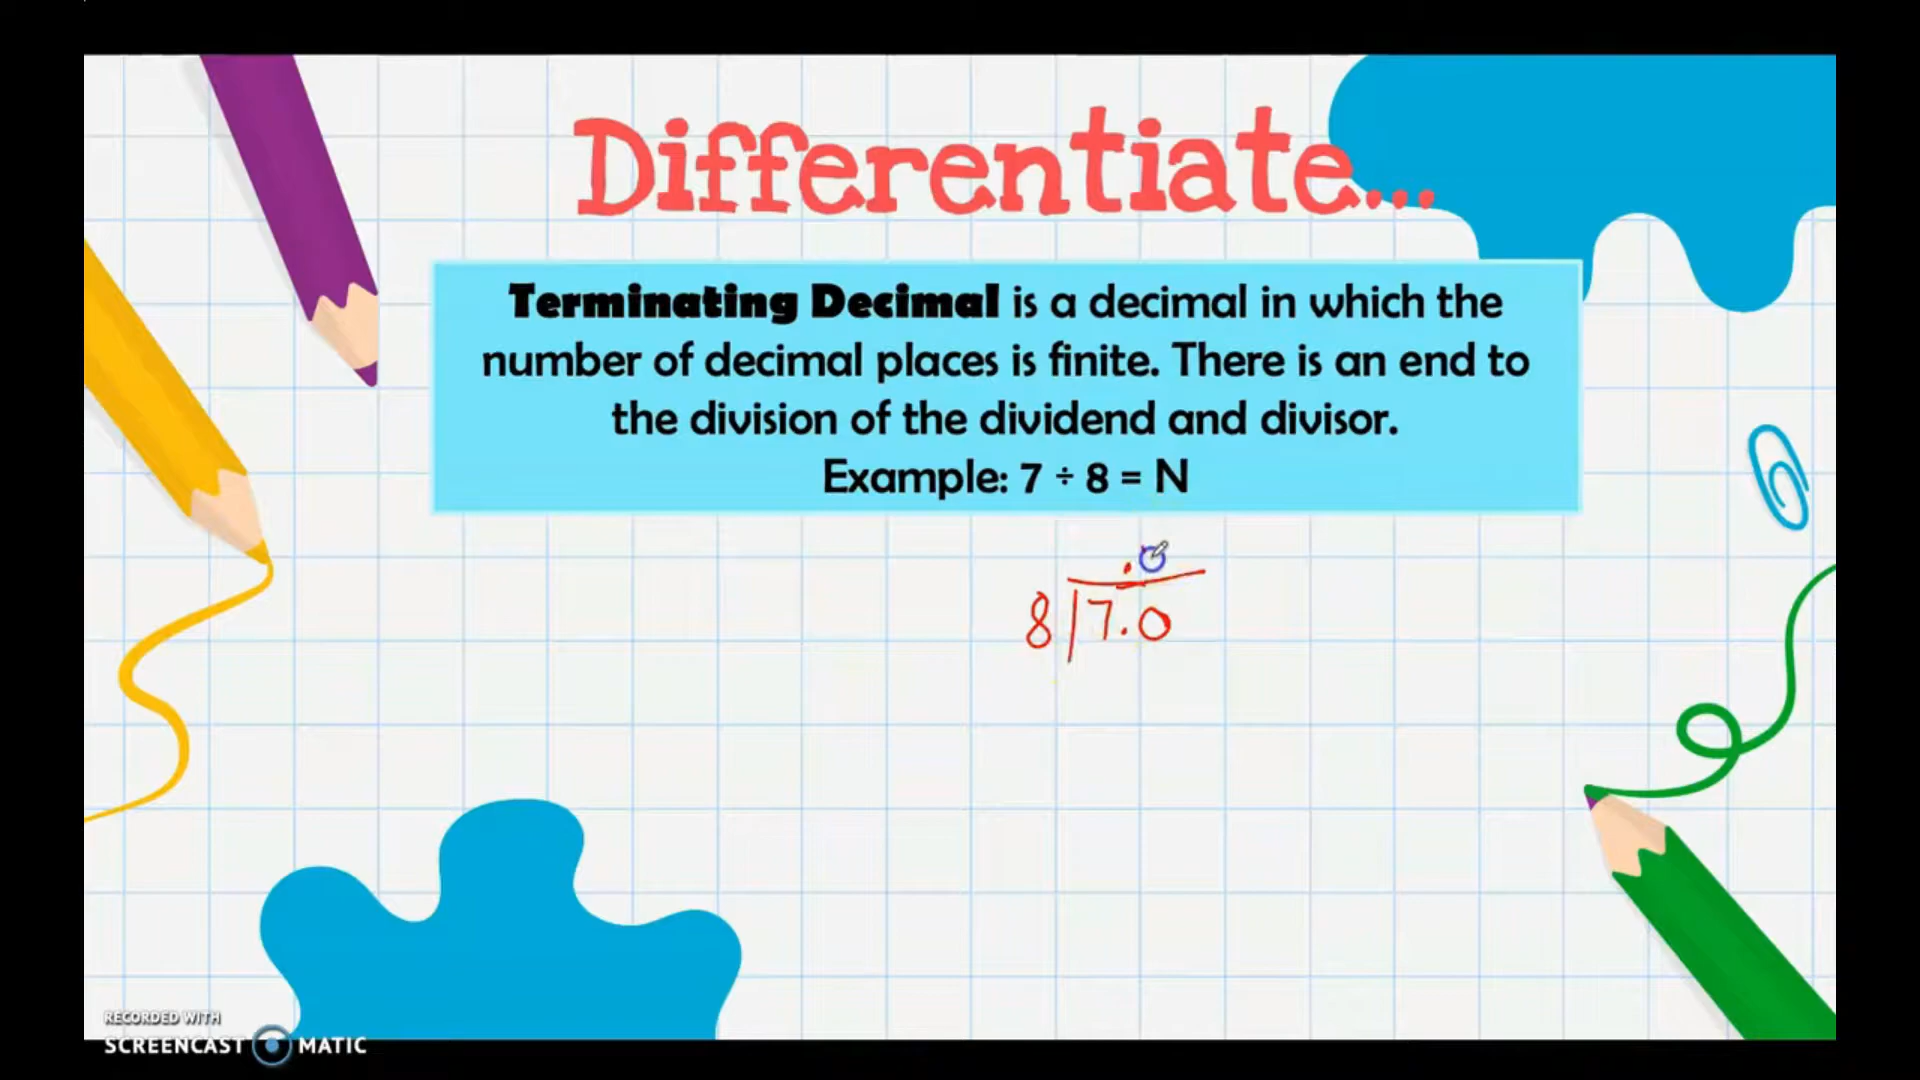 Differentiate...
Terminating Decimal is a decimal in which the
number of decimal places is finite. There is an end to
the division of the dividend and divisor.
Example: 7 ÷ 8 = N
.
8 7.0
RECORDED WITH
SCREENCAST MATIC